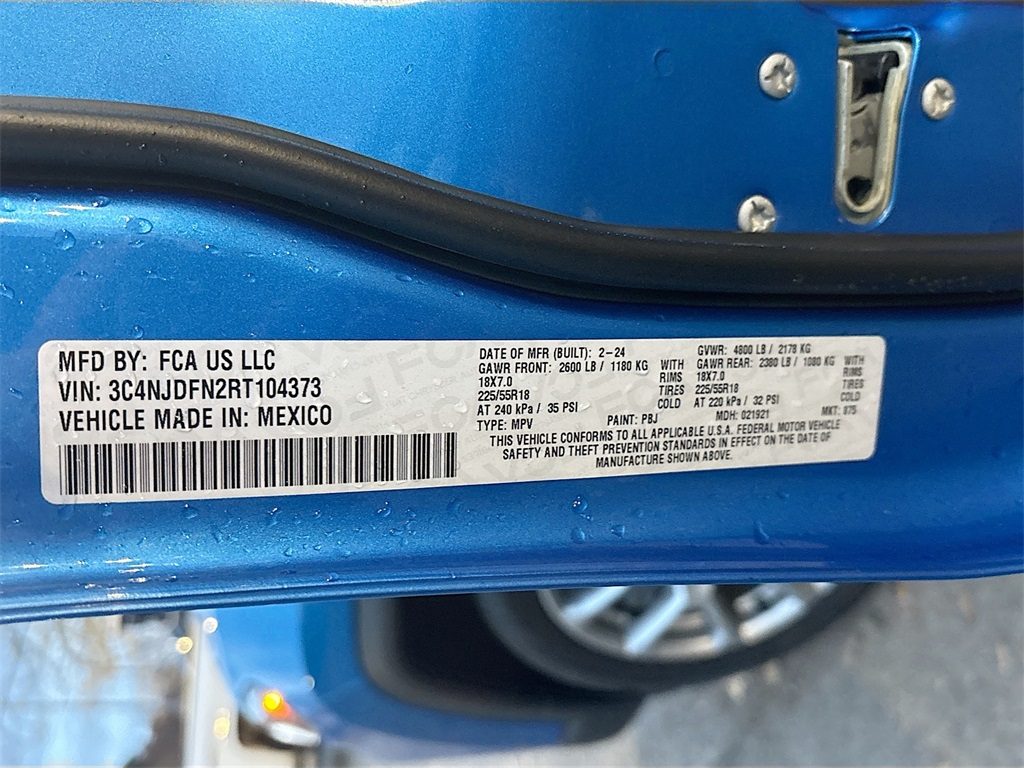 MFD BY: FCA US LLC
VIN: 3C4NJDFN2RT104373
VEHICLE MADE IN: MEXICO
DATE OF MFR (BUILT): 2-24
GVWR: 4800 LB / 2178 KG
GAWR FRONT: 2600 LB / 1180 KG WITH
GAWR REAR: 2380 LB / 1080 KG WITH
18X7.0 RIMS 18X7.0 RIMS
225/55R18 TIRES 225/55R18 TIRES
AT 240 kPa / 35 PSI COLD AT 220 kPa / 32 PSI COLD
TYPE: MPV PAINT: PBJ MDH: 021921 MKT: 875
THIS VEHICLE CONFORMS TO ALL APPLICABLE U.S.A. FEDERAL MOTOR VEHICLE
SAFETY AND THEFT PREVENTION STANDARDS IN EFFECT ON THE DATE OF
MANUFACTURE SHOWN ABOVE.